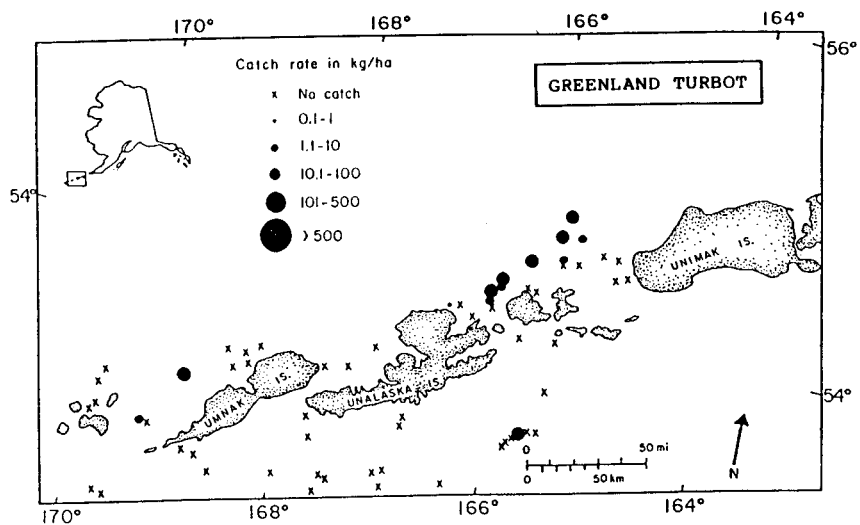 170° 168° 166° 164°
56°
Catch rate in kg/ha
x No catch
0.1-1
1.1-10
10.1-100
101-500
>500
GREENLAND TURBOT
54°
UNIMAK IS.
UMNAK IS.
UNALASKA IS.
54°
0 50 mi
0 50 km
N
170° 168° 166° 164°